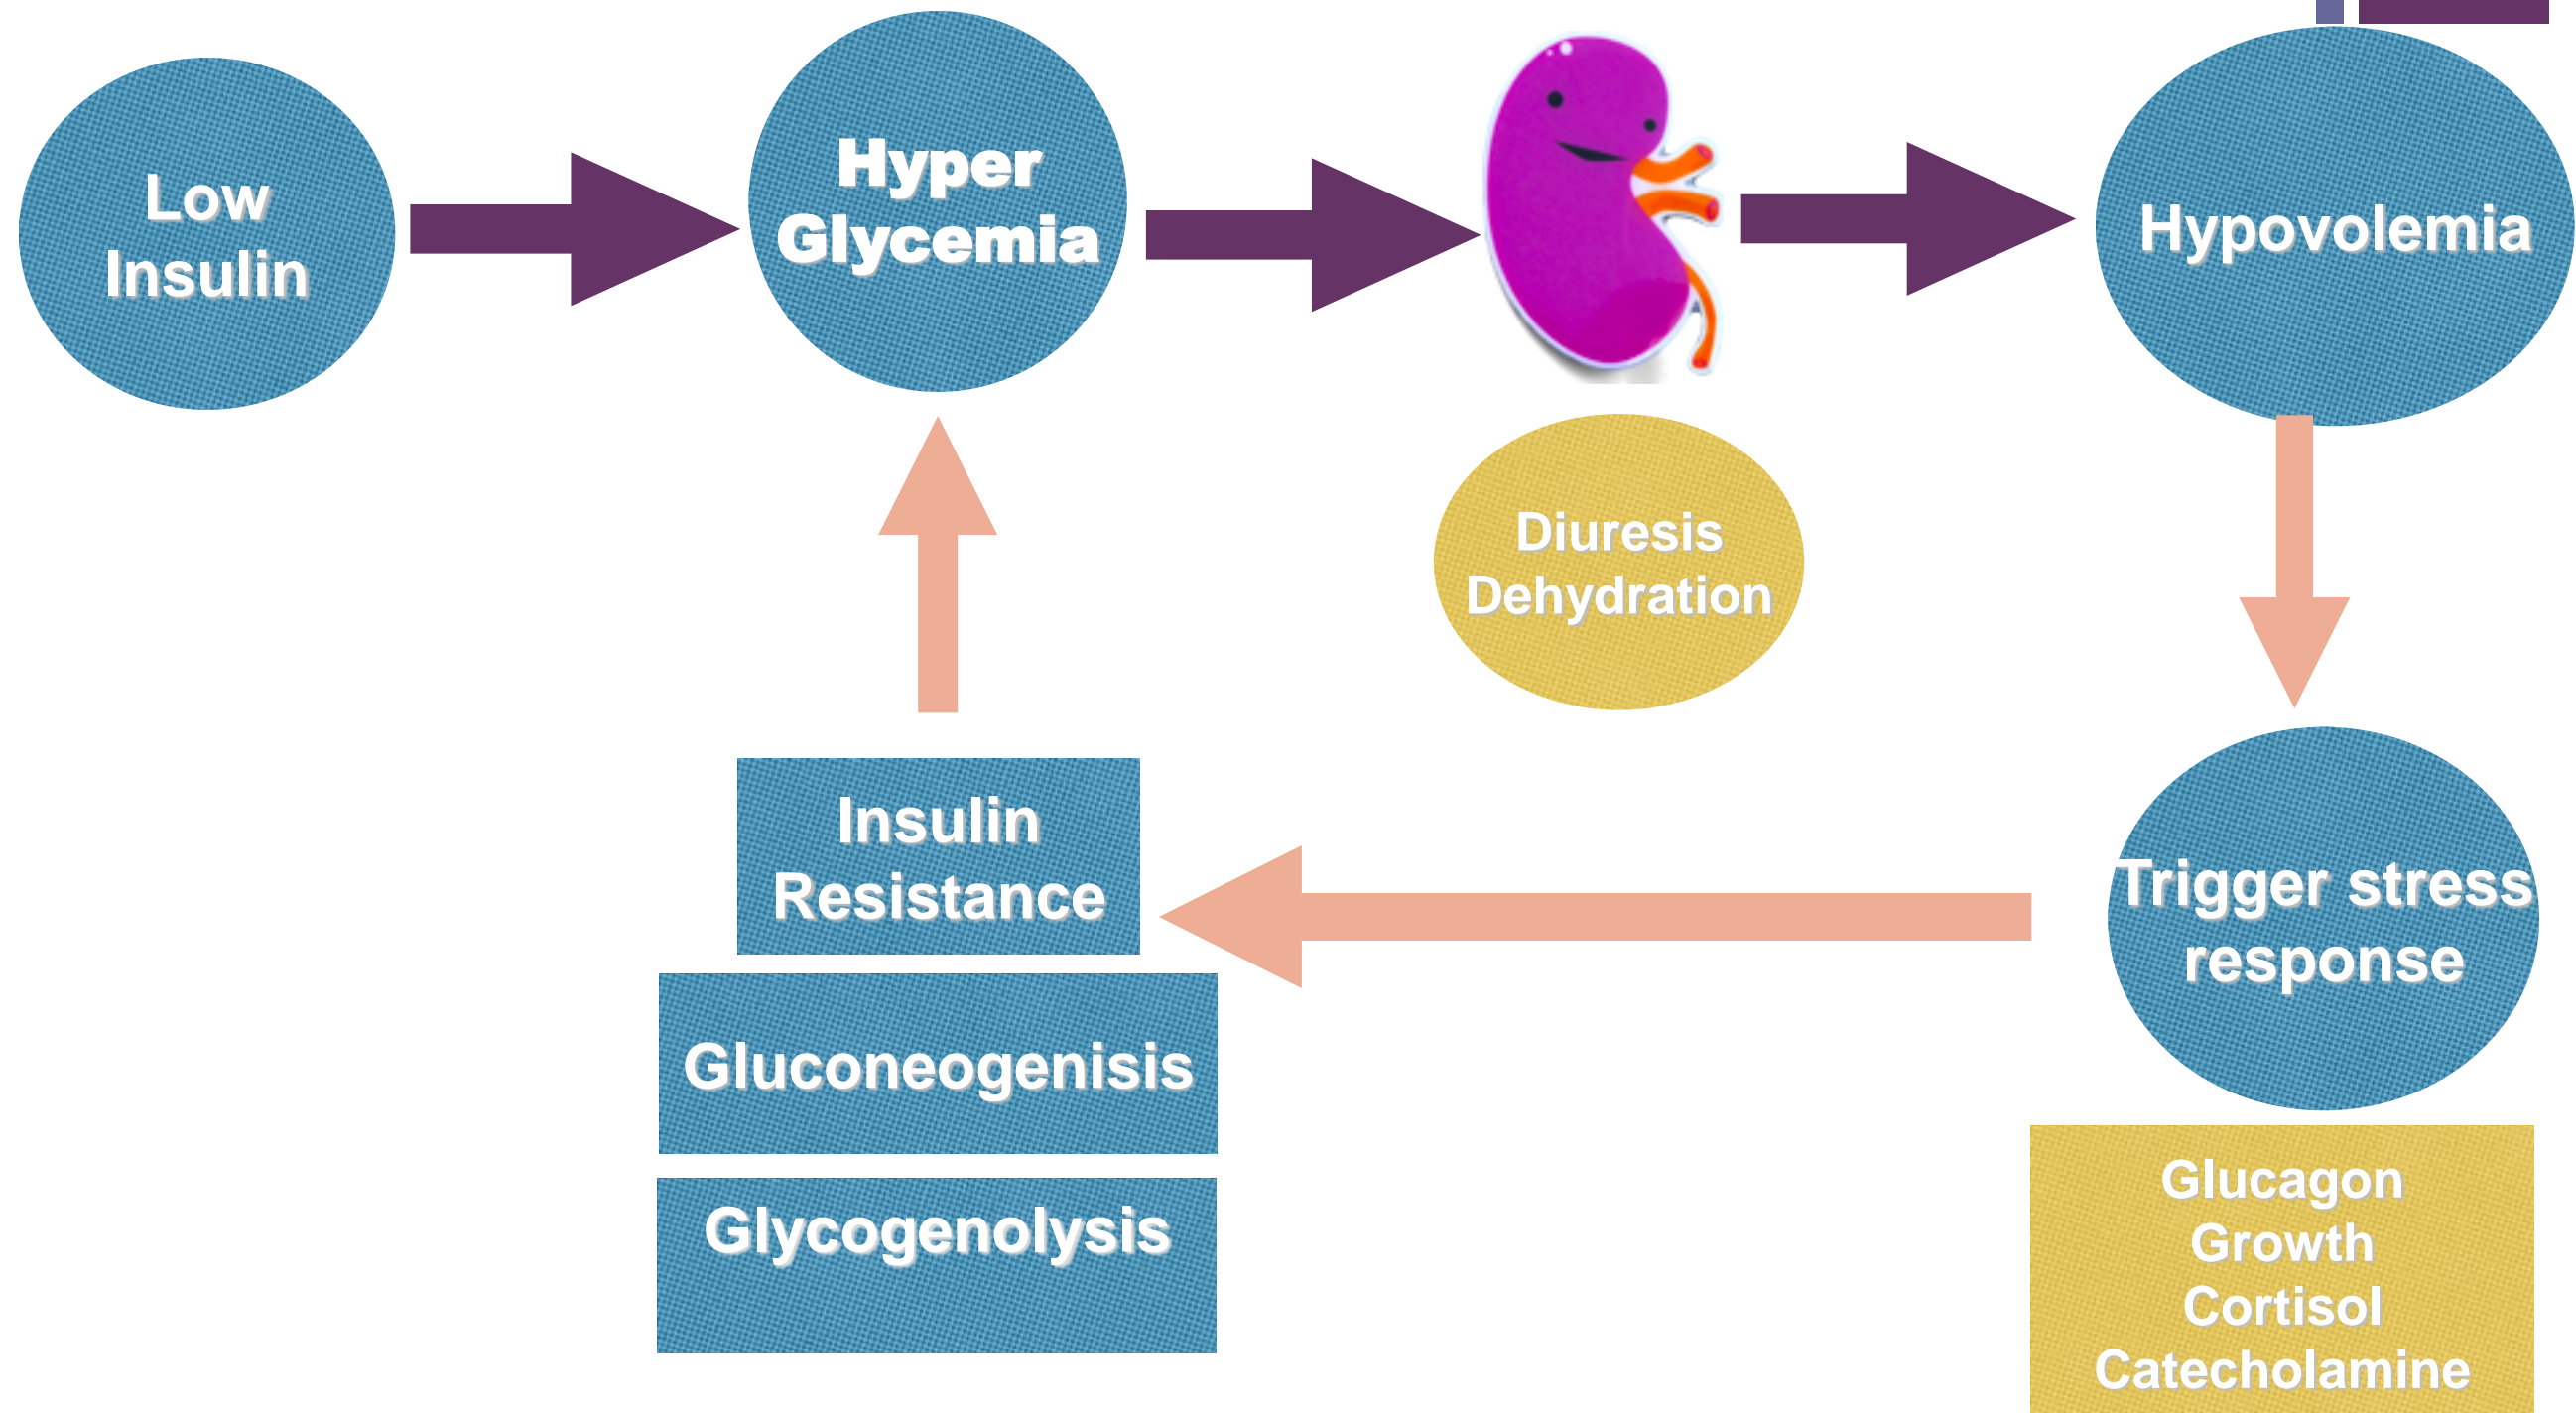 Low
Insulin
Hyper
Glycemia
Hypovolemia
Diuresis
Dehydration
Insulin
Resistance
Trigger stress
response
Gluconeogenisis
Glycogenolysis
Glucagon
Growth
Cortisol
Catecholamine